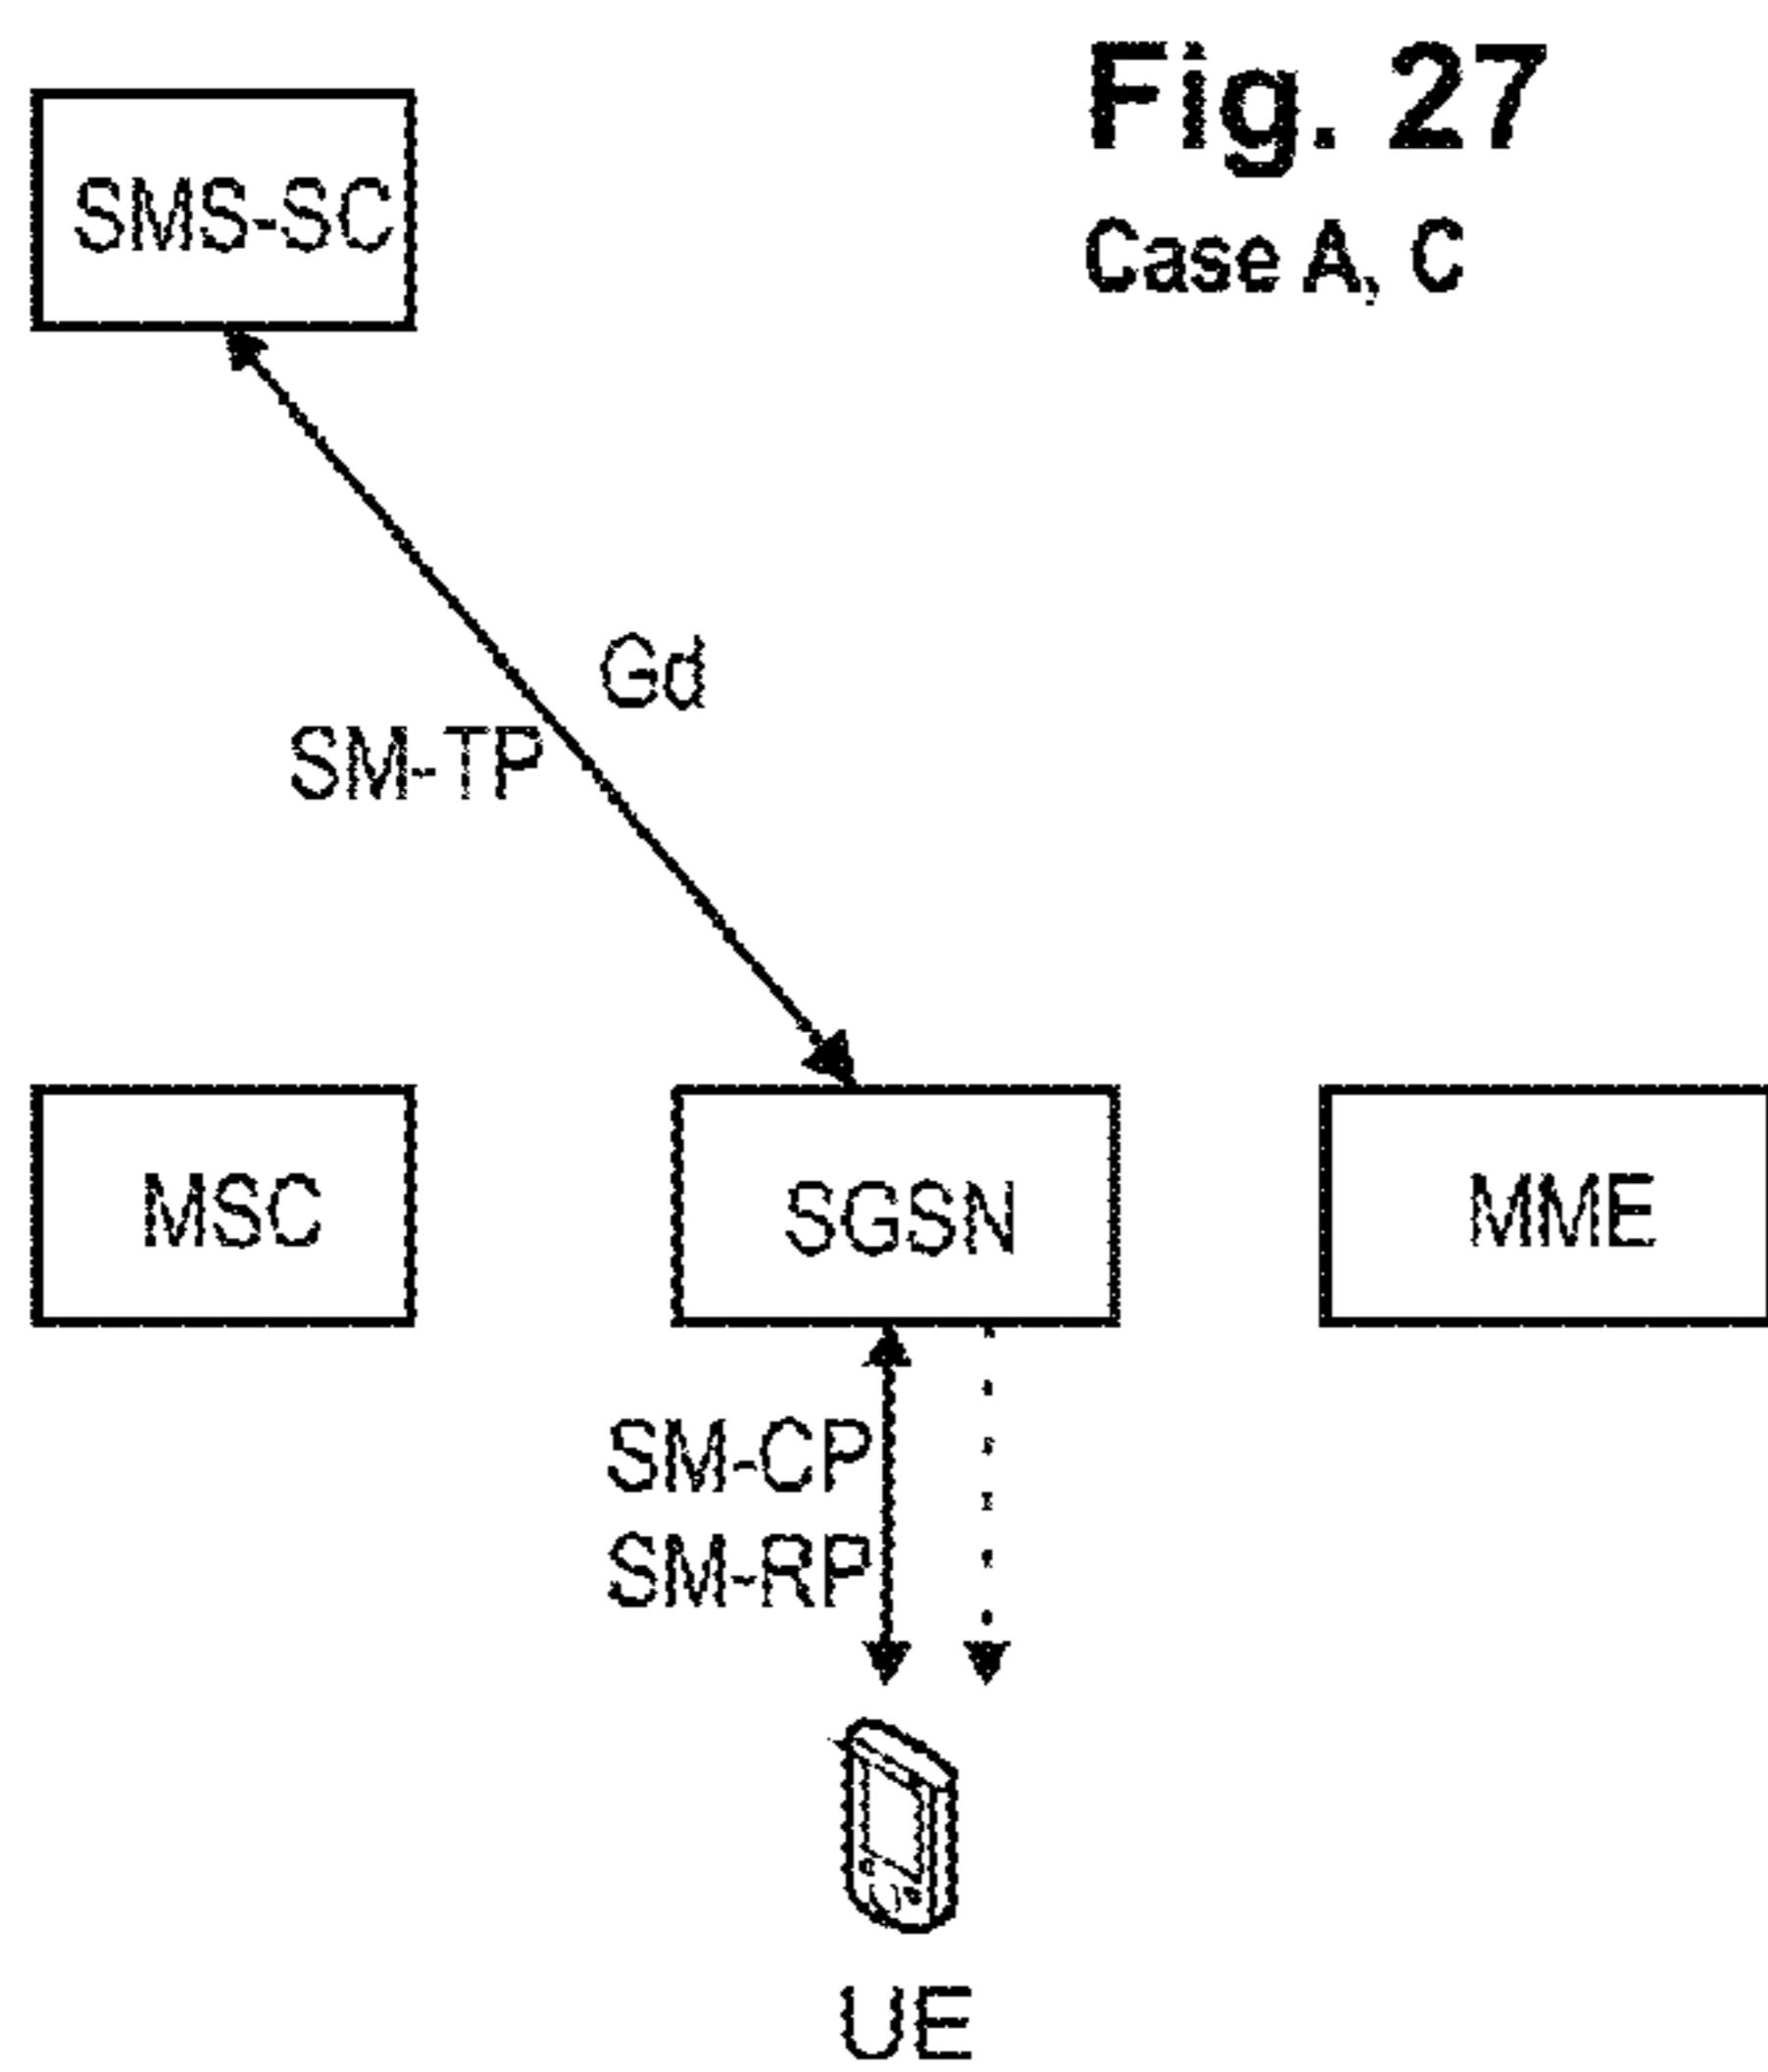 Fig. 27
Case A, C
SMS-SC
Gd
SM-TP
MSC
SGSN
MME
SM-CP
SM-RP
UE